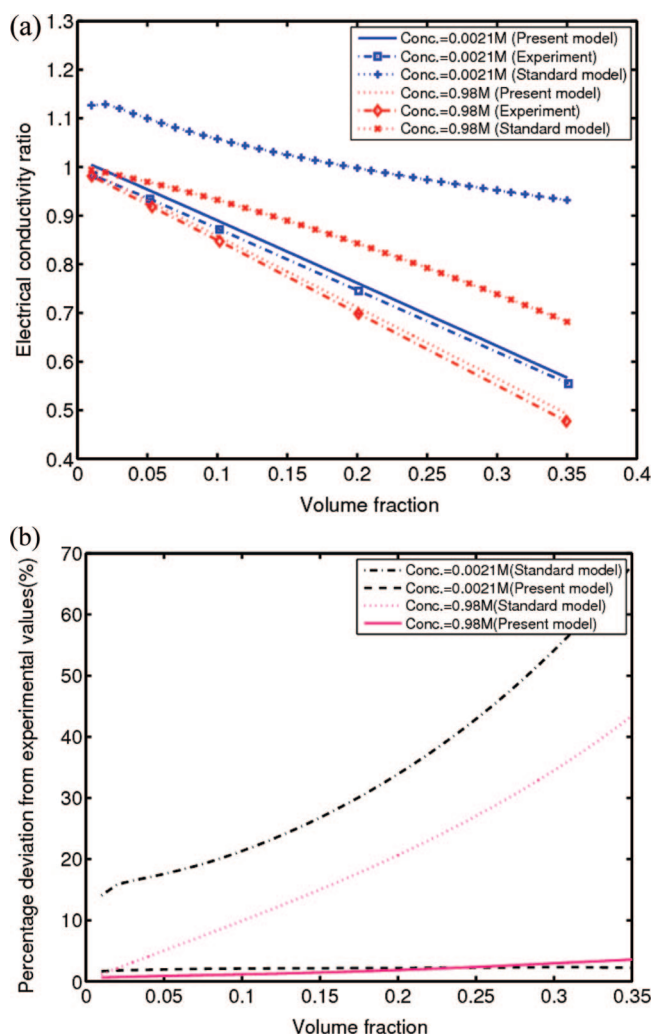 (a)
1.3
1.2
1.1
1
0.9
0.8
0.7
0.6
0.5
0.4
Electrical conductivity ratio
Conc.=0.0021M (Present model)
Conc.=0.0021M (Experiment)
Conc.=0.0021M (Standard model)
Conc.=0.98M (Present model)
Conc.=0.98M (Experiment)
Conc.=0.98M (Standard model)
0 0.05 0.1 0.15 0.2 0.25 0.3 0.35 0.4
Volume fraction
(b)
70
60
50
40
30
20
10
0
Percentage deviation from experimental values(%)
Conc.=0.0021M(Standard model)
Conc.=0.0021M(Present model)
Conc.=0.98M(Standard model)
Conc.=0.98M(Present model)
0 0.05 0.1 0.15 0.2 0.25 0.3 0.35
Volume fraction